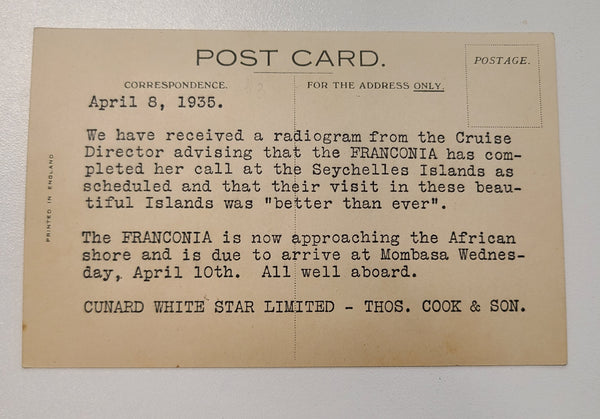 POST CARD.
POSTAGE.
CORRESPONDENCE.
FOR THE ADDRESS ONLY.
April 8, 1935.
We have received a radiogram from the Cruise
Director advising that the FRANCONIA has com-
pleted her call at the Seychelles Islands as
scheduled and that their visit in these beau-
tiful Islands was "better than ever".
The FRANCONIA is now approaching the African
shore and is due to arrive at Mombasa Wednes-
day, April 10th.  All well aboard.
CUNARD WHITE STAR LIMITED - THOS. COOK & SON.
PRINTED IN ENGLAND